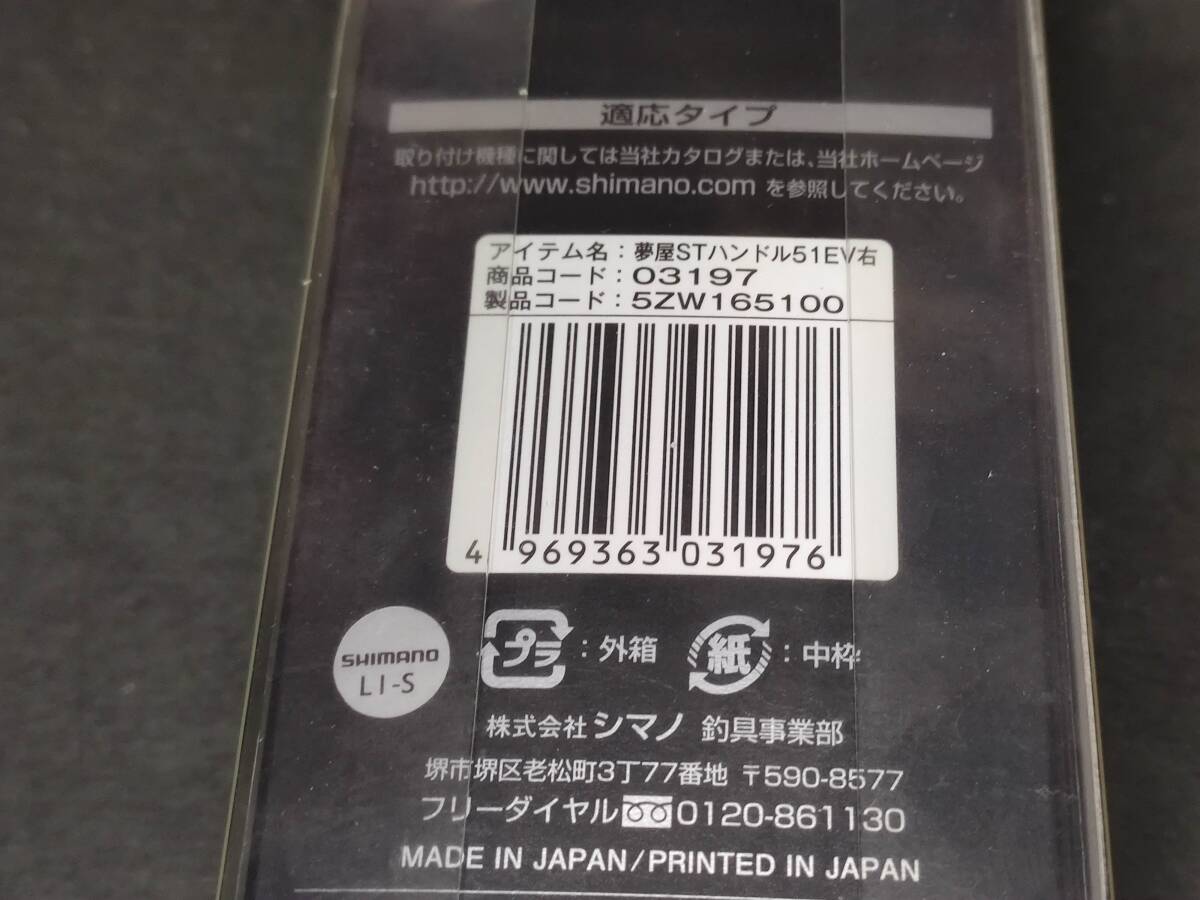 適応タイプ
取り付け機種に関しては当社カタログまたは、当社ホームページ
http://www.shimano.com を参照してください。
アイテム名：夢屋STハンドル51EV右
商品コード：03197
製品コード：5ZW165100
4 969363 031976
SHIMANO
LI-S
プラ：外箱
紙：中枠
株式会社 シマノ 釣具事業部
堺市堺区老松町3丁77番地 〒590-8577
フリーダイヤル 0120-861130
MADE IN JAPAN/PRINTED IN JAPAN